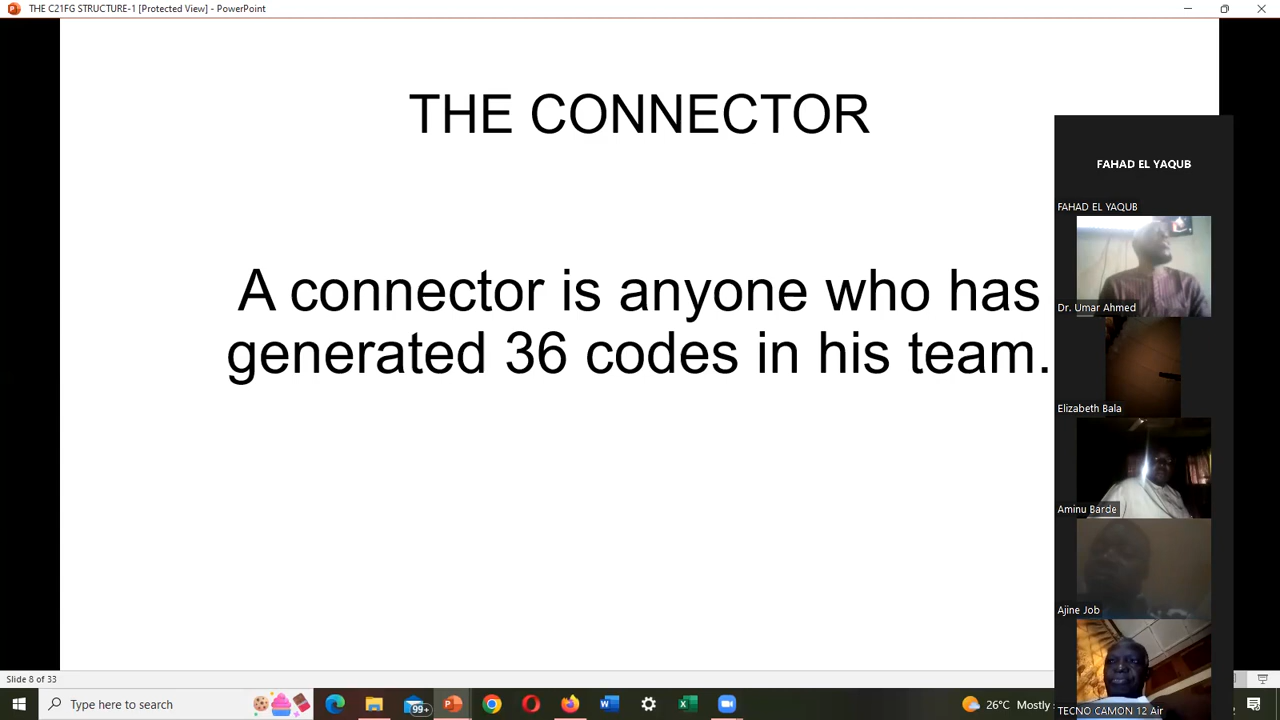 THE C21FG STRUCTURE-1 [Protected View] - PowerPoint
THE CONNECTOR
A connector is anyone who has
generated 36 codes in his team.
FAHAD EL YAQUB
FAHAD EL YAQUB
Dr. Umar Ahmed
Elizabeth Bala
Aminu Barde
Ajine Job
TECNO CAMON 12 Air
Slide 8 of 33
Type here to search
99+
26°C Mostly